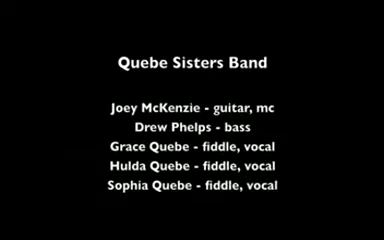 Quebe Sisters Band
Joey McKenzie - guitar, mc
Drew Phelps - bass
Grace Quebe - fiddle, vocal
Hulda Quebe - fiddle, vocal
Sophia Quebe - fiddle, vocal